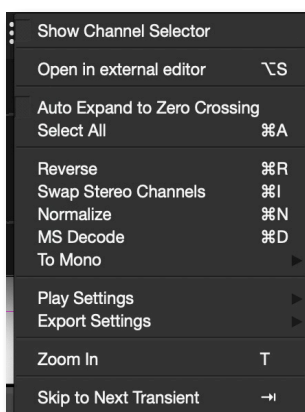 Show Channel Selector
Open in external editor ⌥S
Auto Expand to Zero Crossing
Select All ⌘A
Reverse ⌘R
Swap Stereo Channels ⌘I
Normalize ⌘N
MS Decode ⌘D
To Mono
Play Settings
Export Settings
Zoom In T
Skip to Next Transient ⇥